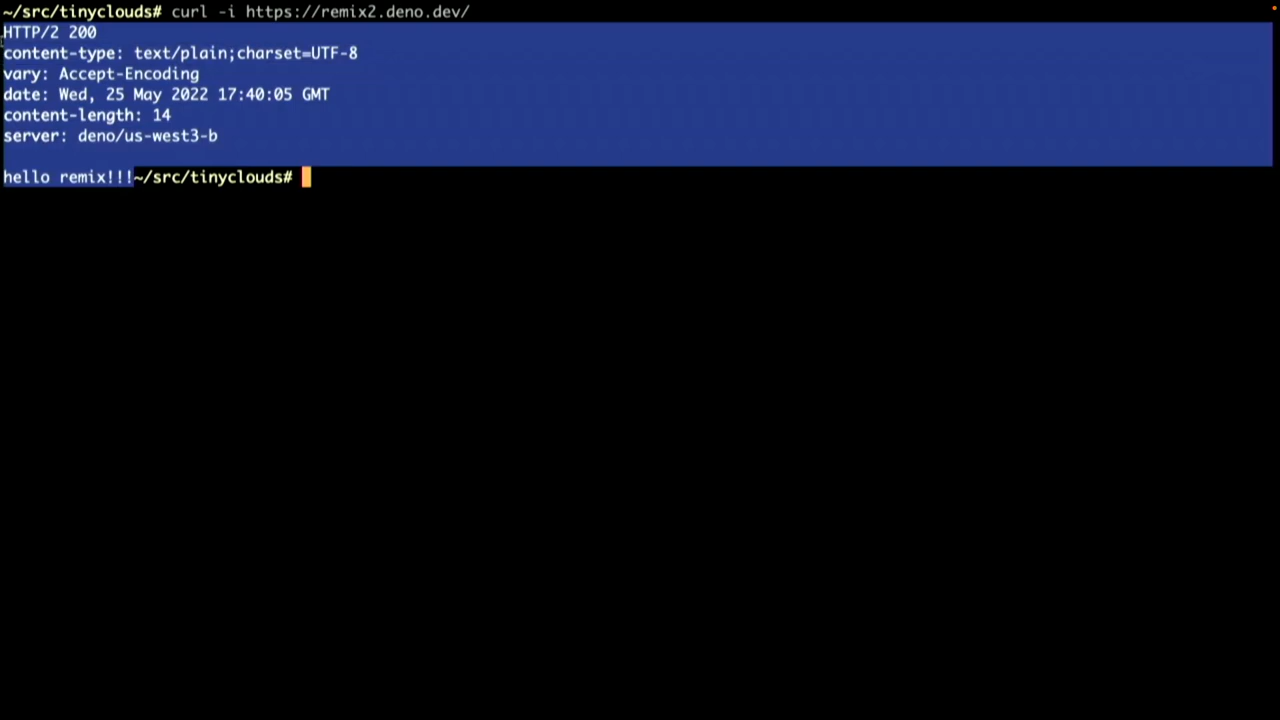 ~/src/tinyclouds# curl -i https://remix2.deno.dev/
HTTP/2 200
content-type: text/plain;charset=UTF-8
vary: Accept-Encoding
date: Wed, 25 May 2022 17:40:05 GMT
content-length: 14
server: deno/us-west3-b
hello remix!!!~/src/tinyclouds#